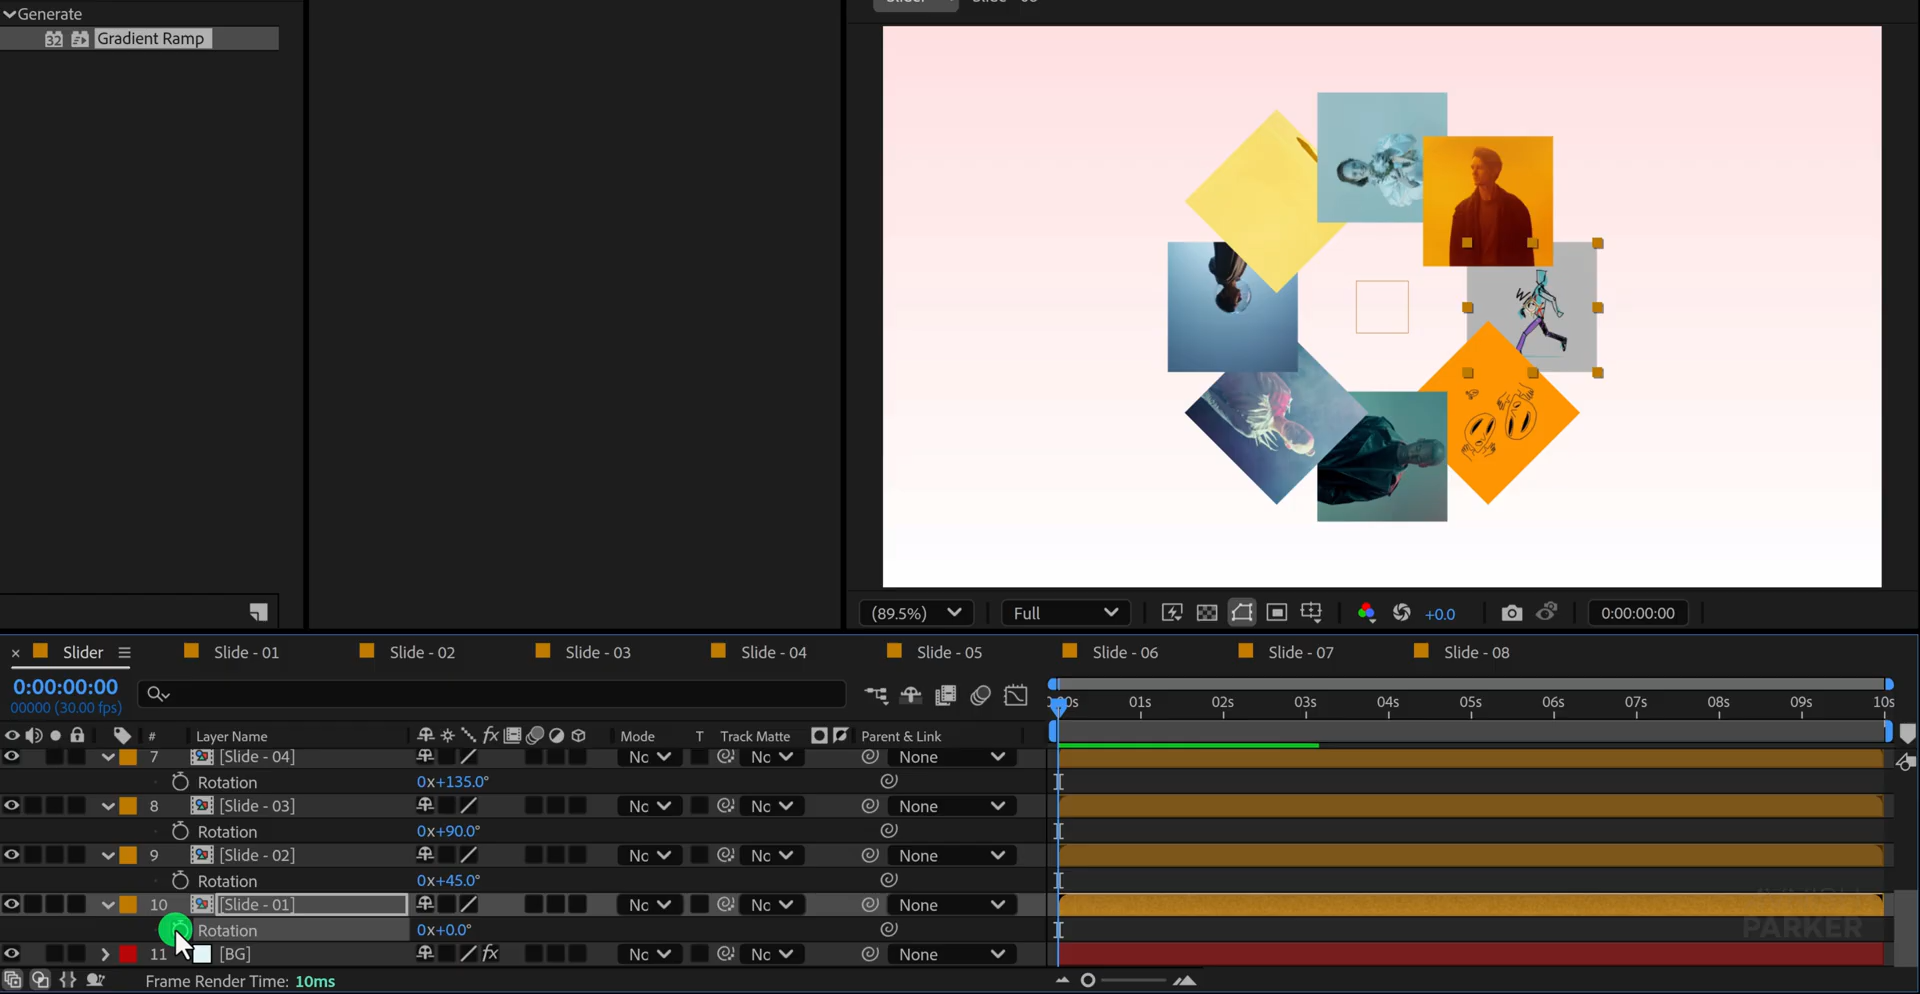 Generate
32 Gradient Ramp
(89.5%) Full +0.0 0:00:00:00
× Slider Slide - 01 Slide - 02 Slide - 03 Slide - 04 Slide - 05 Slide - 06 Slide - 07 Slide - 08
0:00:00:00
00000 (30.00 fps)
01s 02s 03s 04s 05s 06s 07s 08s 09s 10s
# Layer Name fx Mode T Track Matte Parent & Link
7 [Slide - 04] Nc Nc None
Rotation 0x+135.0°
8 [Slide - 03] Nc Nc None
Rotation 0x+90.0°
9 [Slide - 02] Nc Nc None
Rotation 0x+45.0°
10 [Slide - 01] Nc Nc None
Rotation 0x+0.0°
PARKER
11 [BG] fx Nc Nc None
Frame Render Time: 10ms